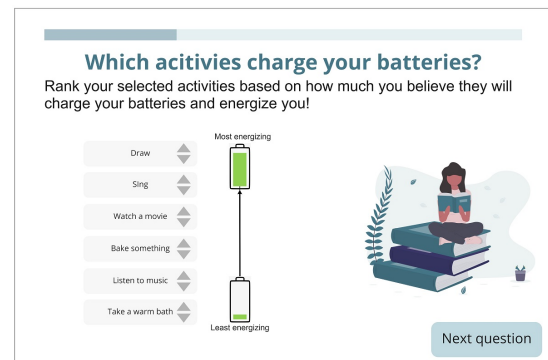 Which acitivies charge your batteries?
Rank your selected activities based on how much you believe they will
charge your batteries and energize you!
Most energizing
Draw
SIng
Watch a movie
Bake something
Listen to music
Take a warm bath
Least energizing
Next question